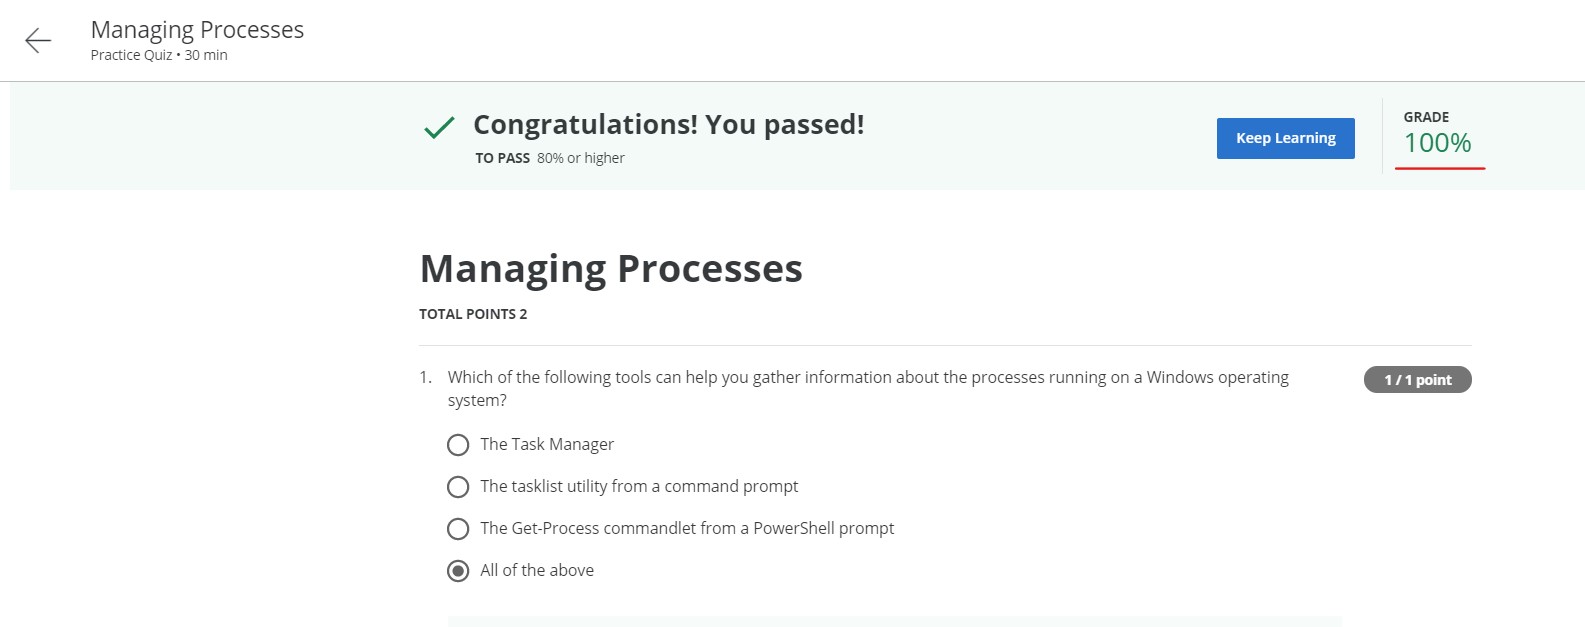 Managing Processes
Practice Quiz • 30 min
Congratulations! You passed!
TO PASS 80% or higher
Keep Learning
GRADE
100%
Managing Processes
TOTAL POINTS 2
1. Which of the following tools can help you gather information about the processes running on a Windows operating
system?
1 / 1 point
The Task Manager
The tasklist utility from a command prompt
The Get-Process commandlet from a PowerShell prompt
All of the above